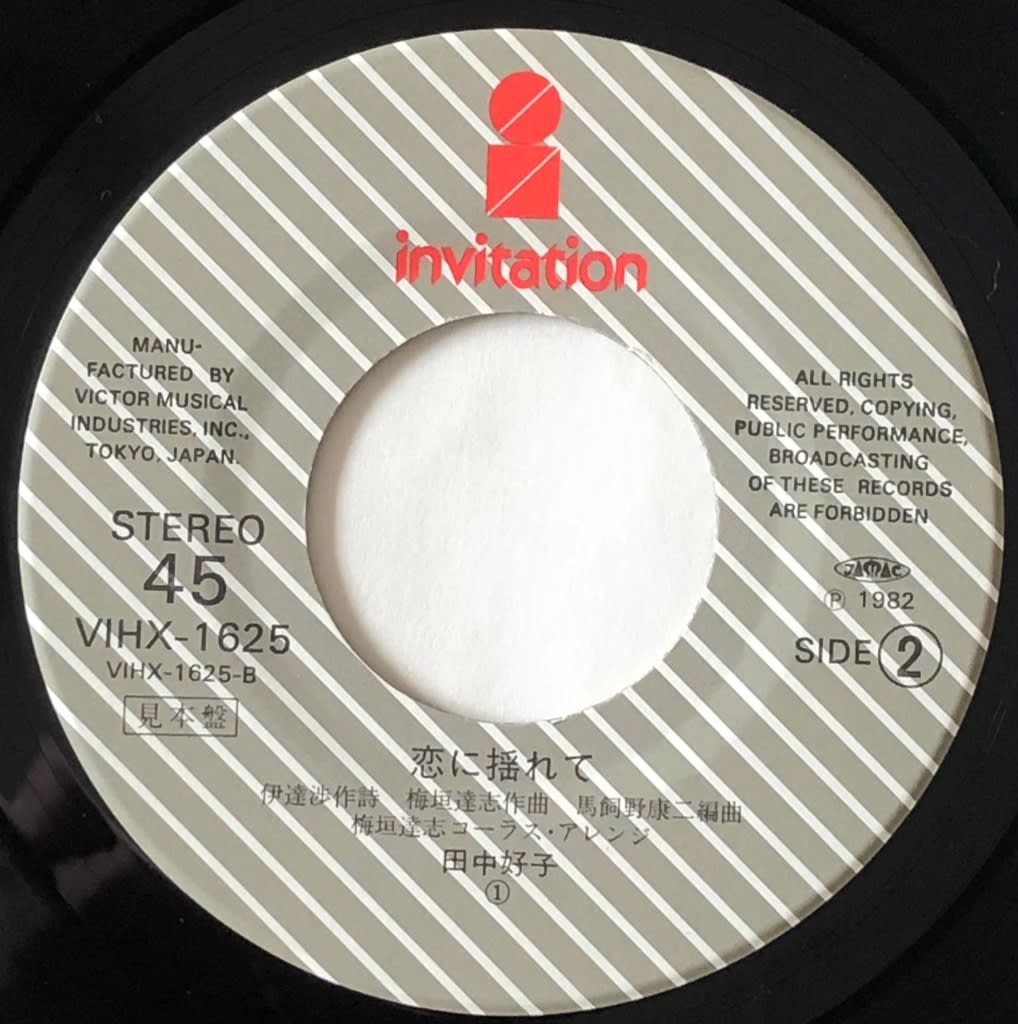 invitation
MANU-
FACTURED BY
VICTOR MUSICAL
INDUSTRIES, INC.,
TOKYO, JAPAN.
ALL RIGHTS
RESERVED, COPYING,
PUBLIC PERFORMANCE,
BROADCASTING
OF THESE RECORDS
ARE FORBIDDEN
STEREO
45
VIHX-1625
VIHX-1625-B
見本盤
JASRAC
Ⓟ 1982
SIDE ②
恋に揺れて
伊達渉作詩 梅垣達志作曲 馬飼野康二編曲
梅垣達志コーラス・アレンジ
田中好子
①